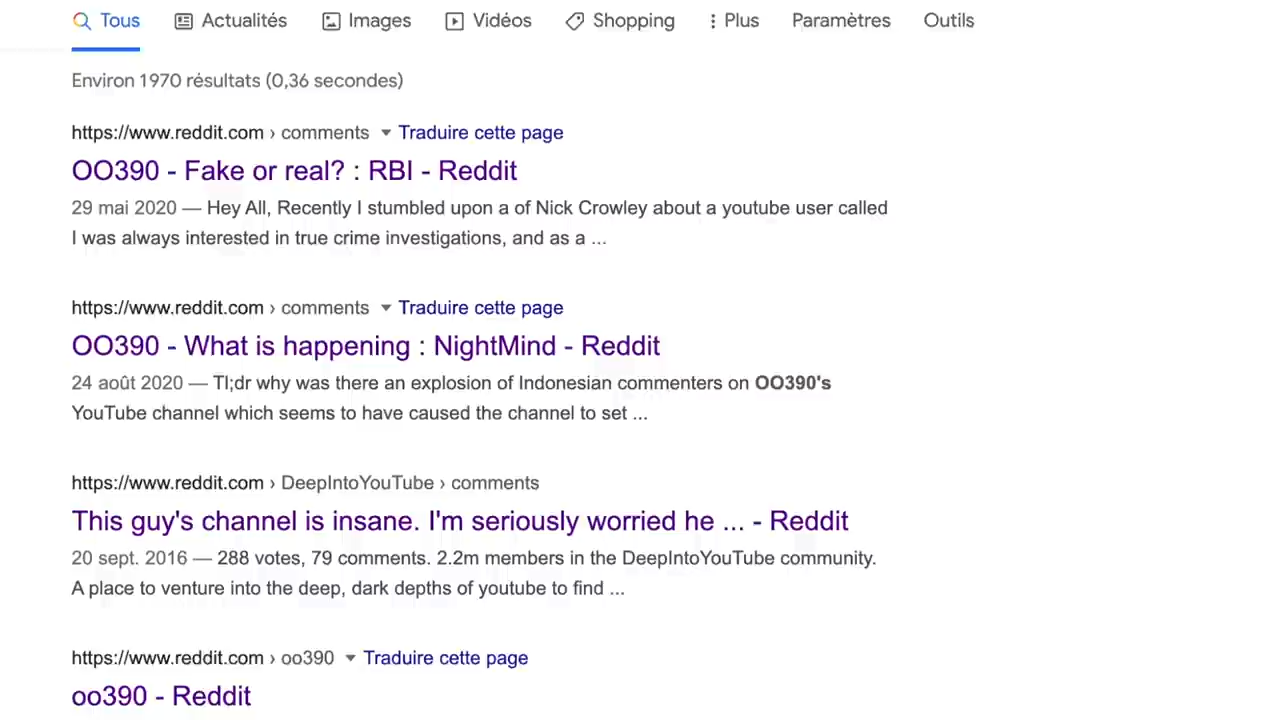 Tous Actualités Images Vidéos Shopping Plus Paramètres Outils
Environ 1970 résultats (0,36 secondes)
https://www.reddit.com › comments Traduire cette page
OO390 - Fake or real? : RBI - Reddit
29 mai 2020 — Hey All, Recently I stumbled upon a of Nick Crowley about a youtube user called
I was always interested in true crime investigations, and as a ...
https://www.reddit.com › comments Traduire cette page
OO390 - What is happening : NightMind - Reddit
24 août 2020 — Tl;dr why was there an explosion of Indonesian commenters on OO390's
YouTube channel which seems to have caused the channel to set ...
https://www.reddit.com › DeepIntoYouTube › comments
This guy's channel is insane. I'm seriously worried he ... - Reddit
20 sept. 2016 — 288 votes, 79 comments. 2.2m members in the DeepIntoYouTube community.
A place to venture into the deep, dark depths of youtube to find ...
https://www.reddit.com › oo390 Traduire cette page
oo390 - Reddit